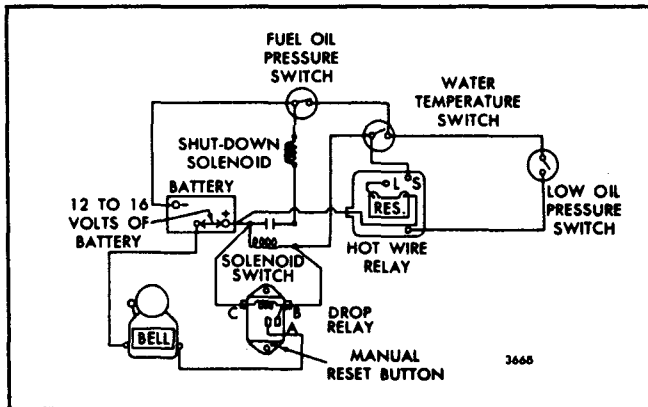 FUEL OIL
PRESSURE
SWITCH
WATER
TEMPERATURE
SWITCH
SHUT-DOWN
SOLENOID
BATTERY
12 TO 16
VOLTS OF
BATTERY
-
+
L
S
RES.
LOW OIL
PRESSURE
SWITCH
HOT WIRE
RELAY
SOLENOID
SWITCH
C
B
A
DROP
RELAY
BELL
MANUAL
RESET BUTTON
3668